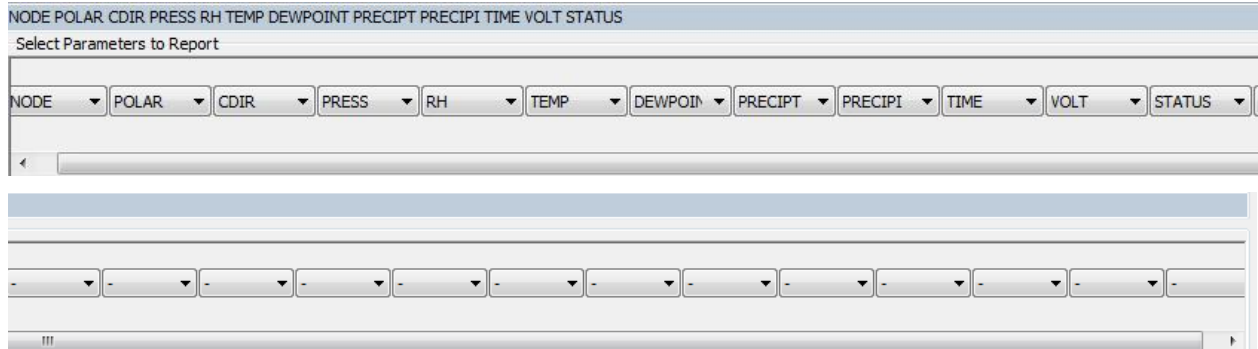 NODE POLAR CDIR PRESS RH TEMP DEWPOINT PRECIPT PRECIPI TIME VOLT STATUS
Select Parameters to Report
NODE POLAR CDIR PRESS RH TEMP DEWPOIN PRECIPT PRECIPI TIME VOLT STATUS
- - - - - - - - - - - - -